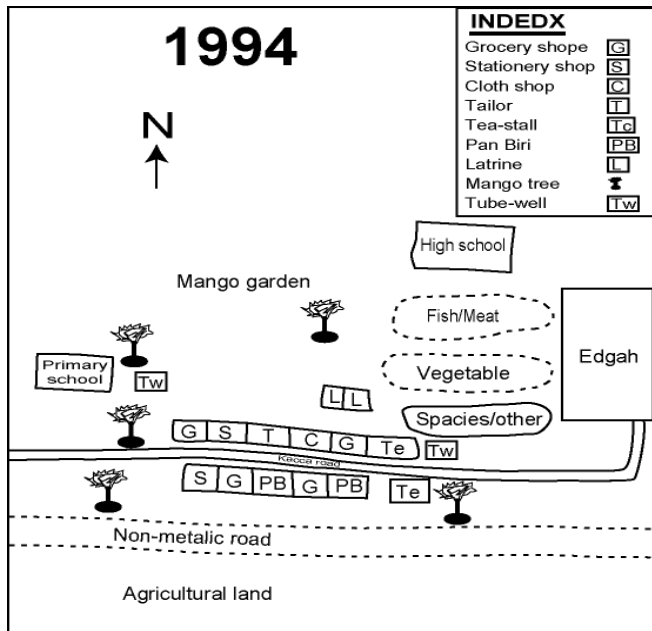 1994
INDEDX
Grocery shope G
Stationery shop S
Cloth shop C
Tailor T
Tea-stall Tc
Pan Biri PB
Latrine L
Mango tree
Tube-well Tw
N
High school
Mango garden
Fish/Meat
Edgah
Primary
school
Tw
Vegetable
L L
Spacies/other
G S T C G Te Tw
Kacca road
S G PB G PB Te
Non-metalic road
Agricultural land